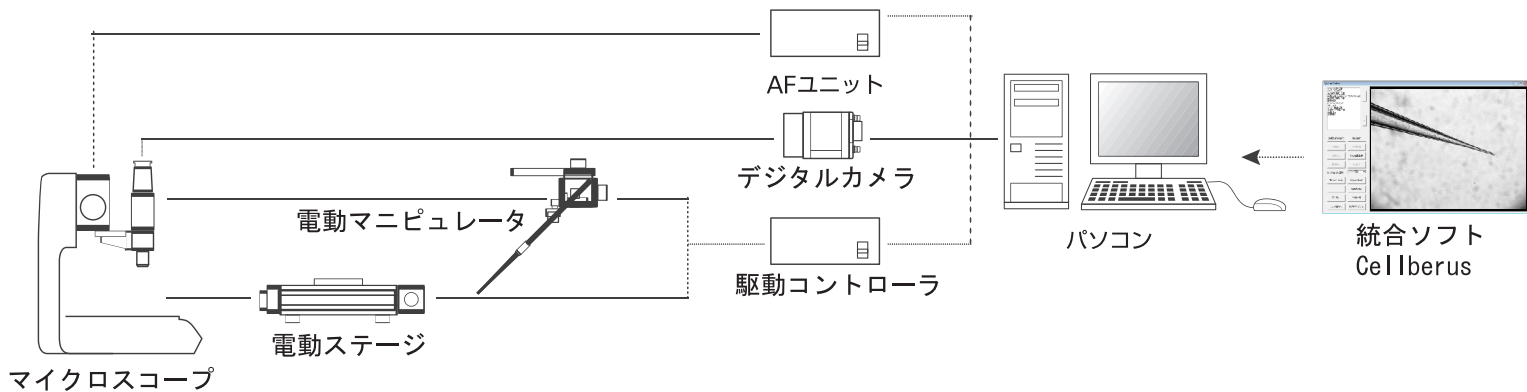 AFユニット
デジタルカメラ
電動マニピュレータ
駆動コントローラ
パソコン
統合ソフト
Cellberus
電動ステージ
マイクロスコープ